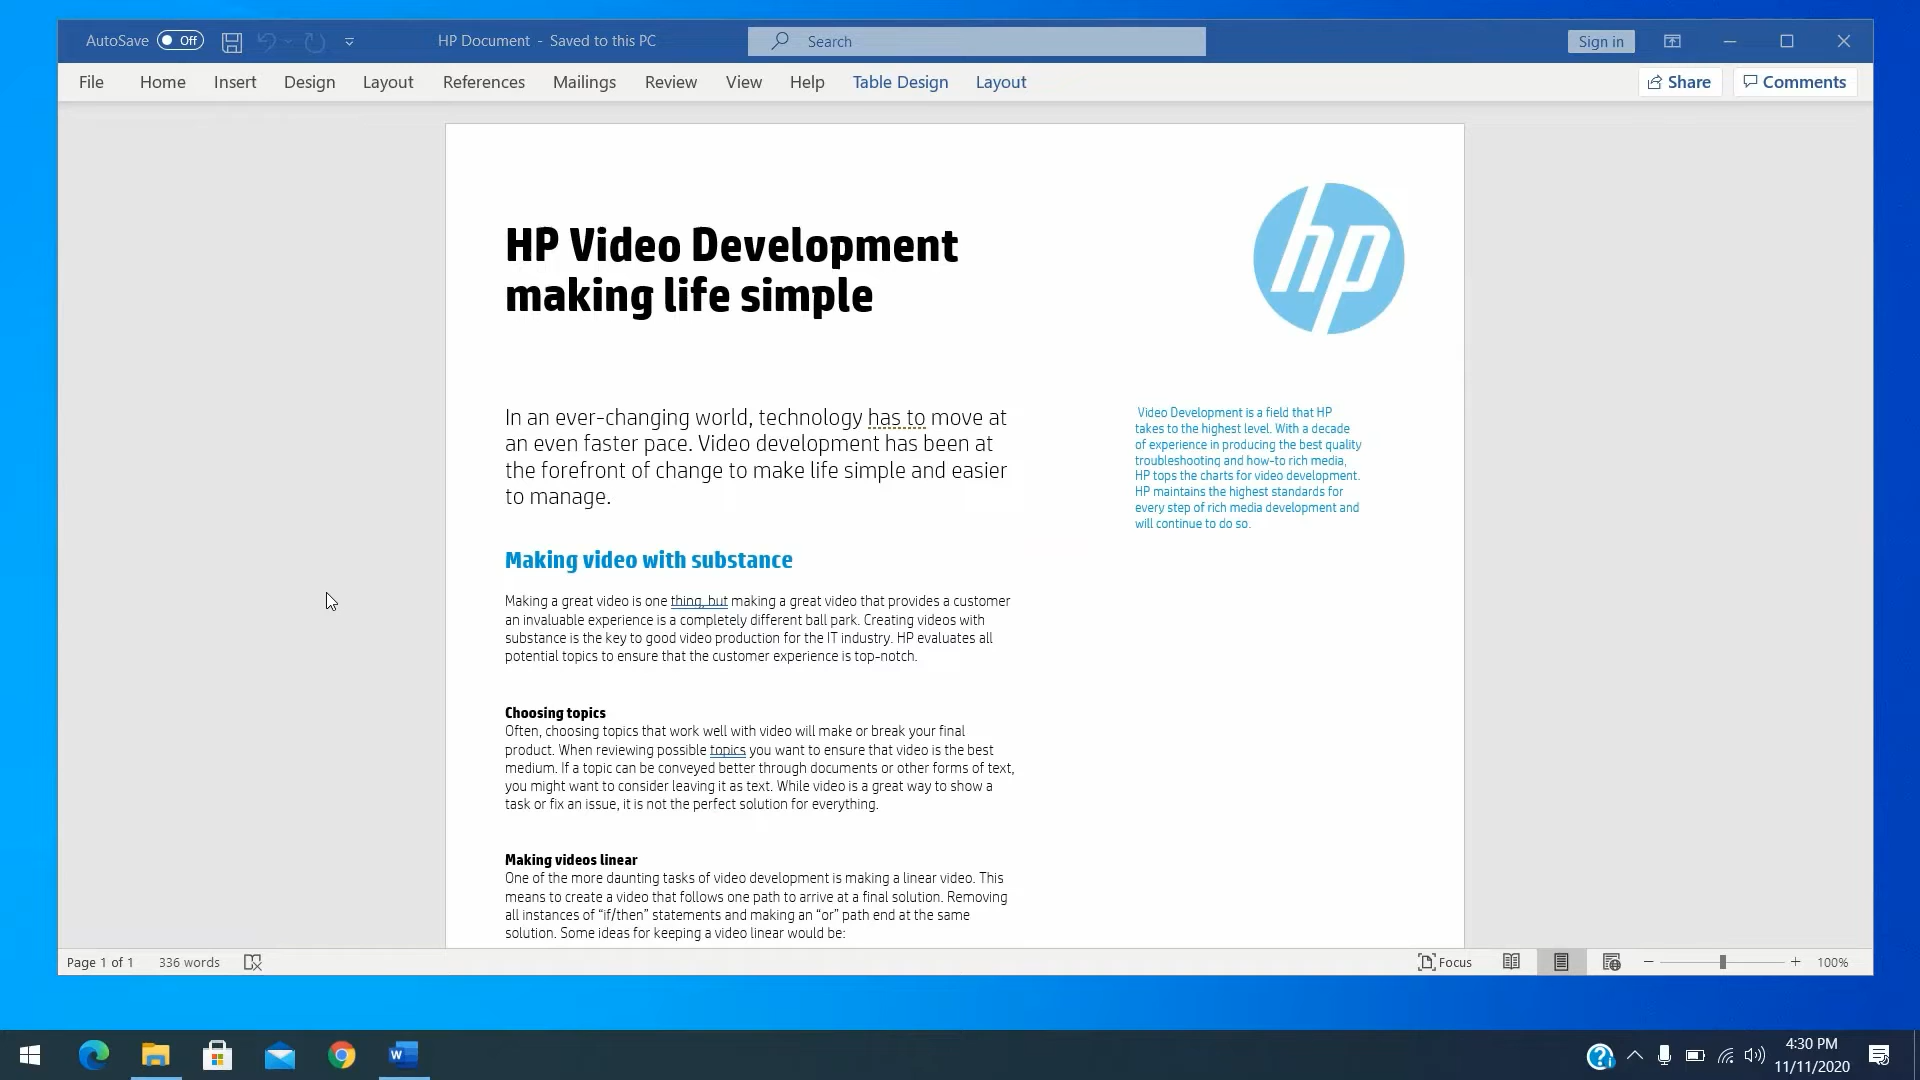 AutoSave Off HP Document - Saved to this PC Search Sign in
File Home Insert Design Layout References Mailings Review View Help Table Design Layout Share Comments
hp
HP Video Development
making life simple
In an ever-changing world, technology has to move at
an even faster pace. Video development has been at
the forefront of change to make life simple and easier
to manage.
Video Development is a field that HP
takes to the highest level. With a decade
of experience in producing the best quality
troubleshooting and how-to rich media,
HP tops the charts for video development.
HP maintains the highest standards for
every step of rich media development and
will continue to do so.
Making video with substance
Making a great video is one thing, but making a great video that provides a customer
an invaluable experience is a completely different ball park. Creating videos with
substance is the key to good video production for the IT industry. HP evaluates all
potential topics to ensure that the customer experience is top-notch.
Choosing topics
Often, choosing topics that work well with video will make or break your final
product. When reviewing possible topics you want to ensure that video is the best
medium. If a topic can be conveyed better through documents or other forms of text,
you might want to consider leaving it as text. While video is a great way to show a
task or fix an issue, it is not the perfect solution for everything.
Making videos linear
One of the more daunting tasks of video development is making a linear video. This
means to create a video that follows one path to arrive at a final solution. Removing
all instances of “if/then” statements and making an “or” path end at the same
solution. Some ideas for keeping a video linear would be:
Page 1 of 1 336 words Focus 100%
4:30 PM
11/11/2020